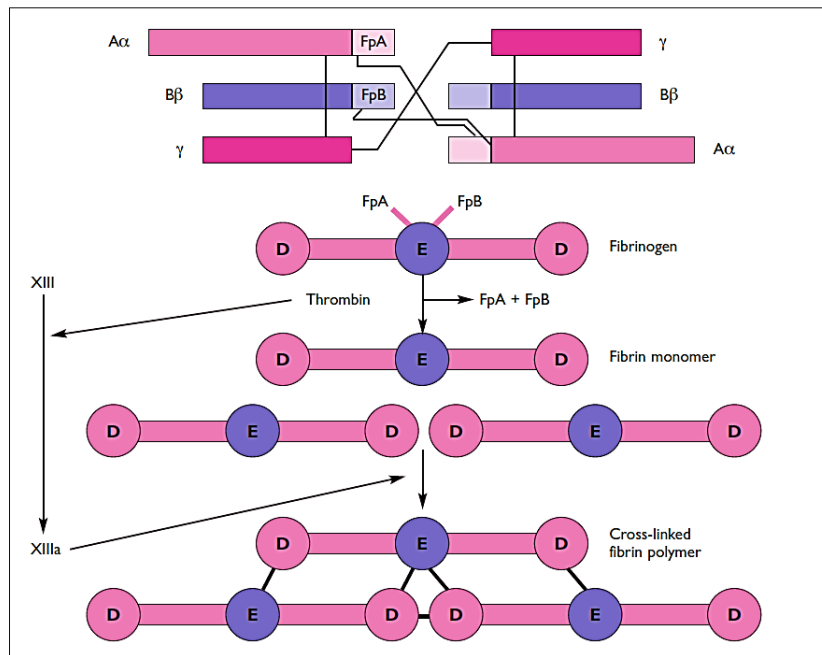 Aα FpA γ
Bβ FpB Bβ
γ Aα
FpA FpB
D E D Fibrinogen
XIII
Thrombin FpA + FpB
D E D Fibrin monomer
D E D D E D
XIIIa D E D Cross-linked
fibrin polymer
D E D D E D